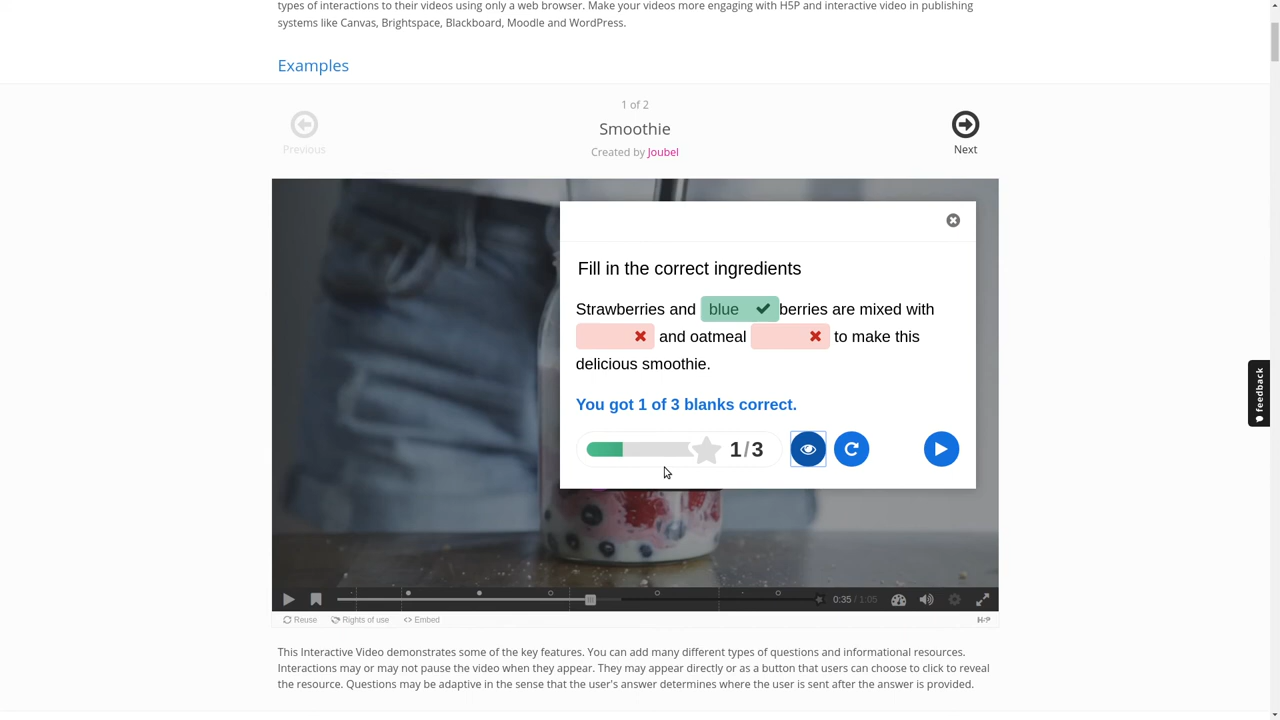 types of interactions to their videos using only a web browser. Make your videos more engaging with H5P and interactive video in publishing
systems like Canvas, Brightspace, Blackboard, Moodle and WordPress.
Examples
1 of 2
Previous
Smoothie
Next
Created by Joubel
Fill in the correct ingredients
Strawberries and blue berries are mixed with
and oatmeal to make this
delicious smoothie.
You got 1 of 3 blanks correct.
1/3
feedback
0:35 / 1:05
Reuse Rights of use <> Embed H5P
This Interactive Video demonstrates some of the key features. You can add many different types of questions and informational resources.
Interactions may or may not pause the video when they appear. They may appear directly or as a button that users can choose to click to reveal
the resource. Questions may be adaptive in the sense that the user's answer determines where the user is sent after the answer is provided.